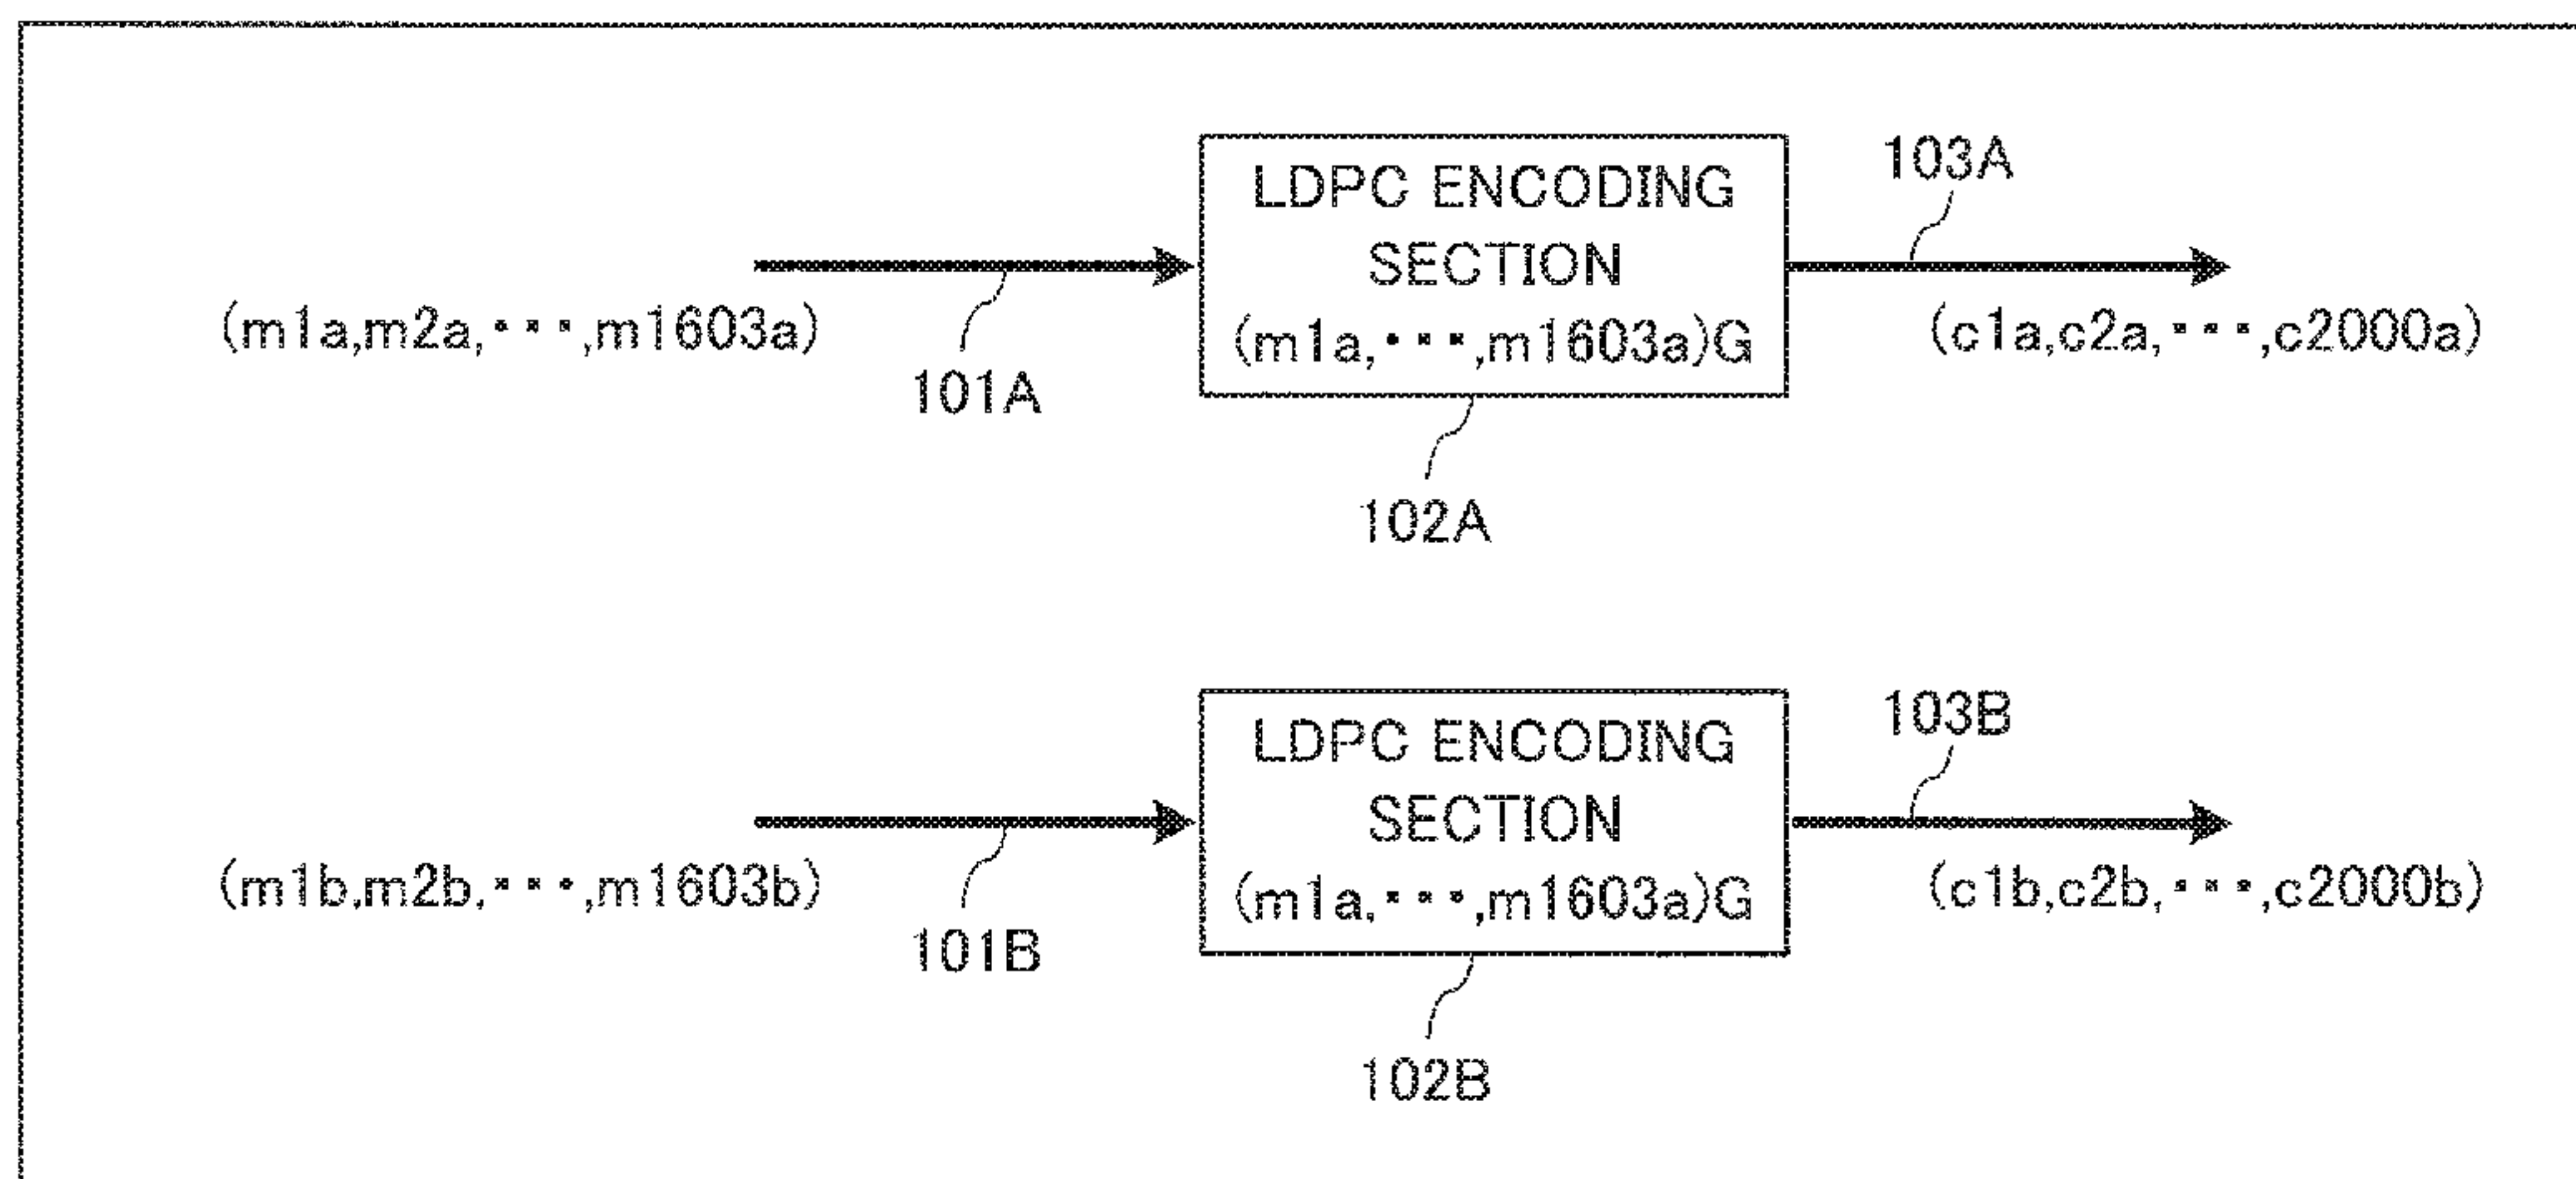 LDPC ENCODING
SECTION
(m1a,・・・,m1603a)G
103A
(m1a,m2a,・・・,m1603a)
(c1a,c2a,・・・,c2000a)
101A
102A
LDPC ENCODING
SECTION
(m1a,・・・,m1603a)G
103B
(m1b,m2b,・・・,m1603b)
(c1b,c2b,・・・,c2000b)
101B
102B